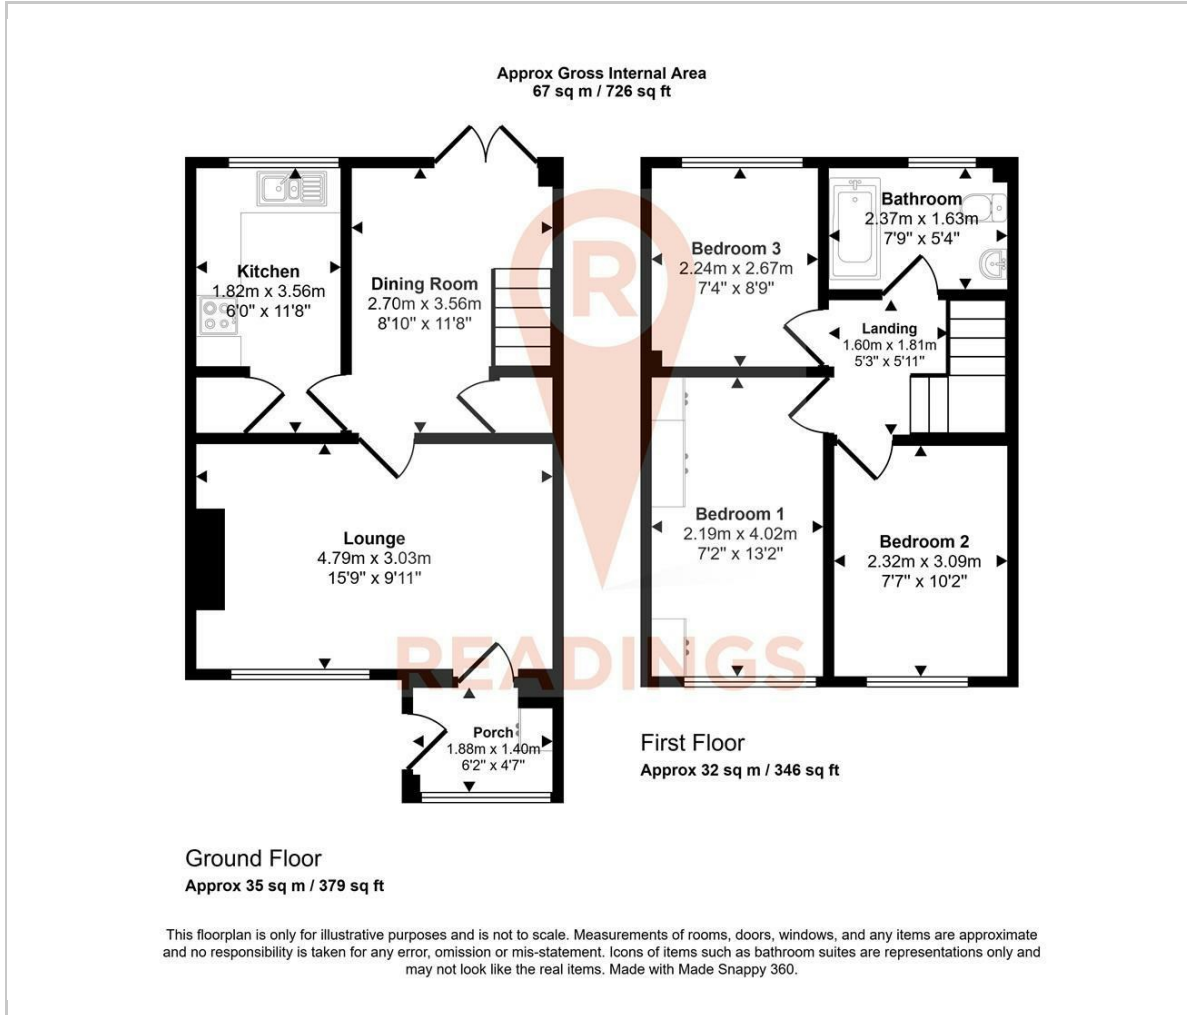 Approx Gross Internal Area
67 sq m / 726 sq ft
Kitchen
1.82m x 3.56m
6'0" x 11'8"
Dining Room
2.70m x 3.56m
8'10" x 11'8"
Lounge
4.79m x 3.03m
15'9" x 9'11"
Porch
1.88m x 1.40m
6'2" x 4'7"
Ground Floor
Approx 35 sq m / 379 sq ft
Bedroom 3
2.24m x 2.67m
7'4" x 8'9"
Bathroom
2.37m x 1.63m
7'9" x 5'4"
Landing
1.60m x 1.81m
5'3" x 5'11"
Bedroom 1
2.19m x 4.02m
7'2" x 13'2"
Bedroom 2
2.32m x 3.09m
7'7" x 10'2"
First Floor
Approx 32 sq m / 346 sq ft
R
READINGS
This floorplan is only for illustrative purposes and is not to scale. Measurements of rooms, doors, windows, and any items are approximate
and no responsibility is taken for any error, omission or mis-statement. Icons of items such as bathroom suites are representations only and
may not look like the real items. Made with Made Snappy 360.